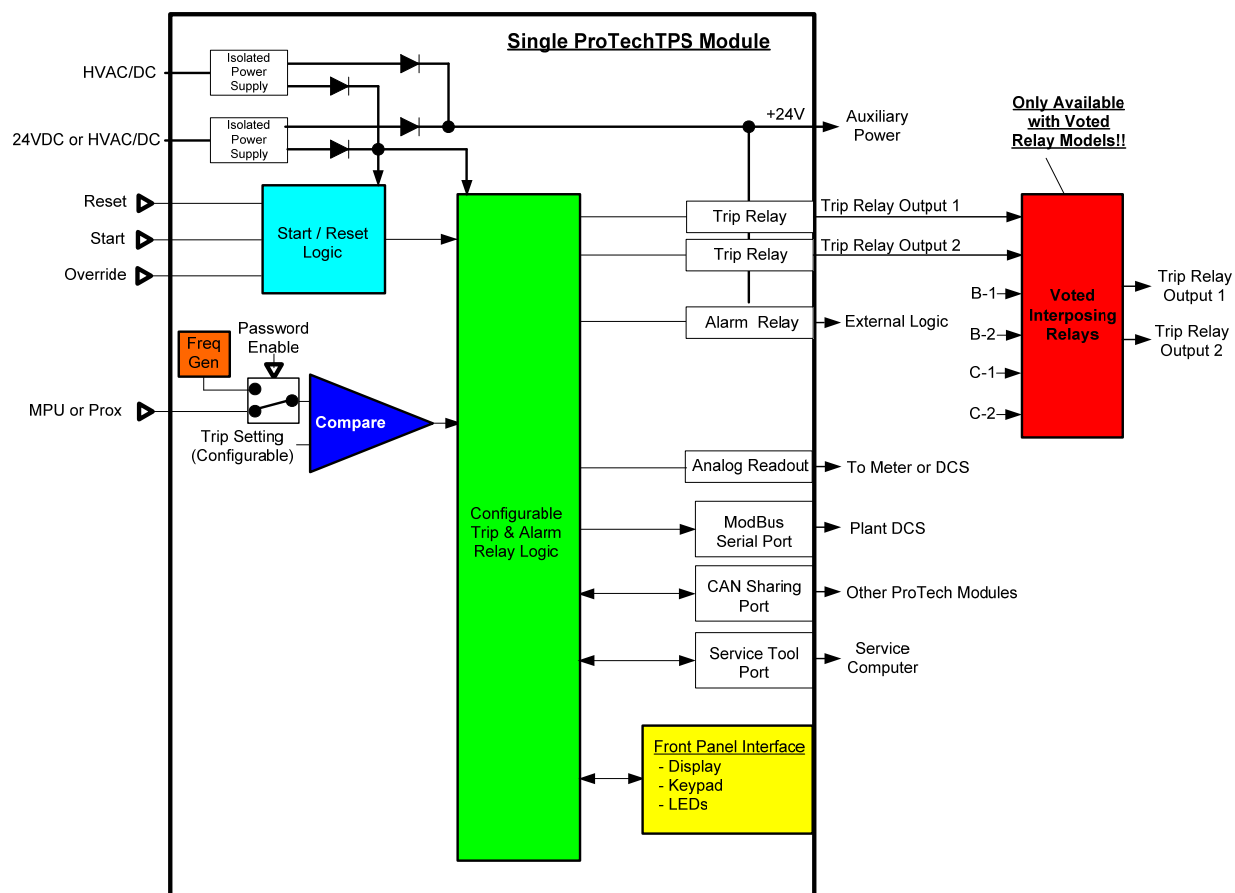 Single ProTechTPS Module
HVAC/DC
Isolated
Power
Supply
24VDC or HVAC/DC
Isolated
Power
Supply
+24V
Auxiliary
Power
Only Available
with Voted
Relay Models!!
Reset
Start
Override
Start / Reset
Logic
Trip Relay
Trip Relay Output 1
Trip Relay
Trip Relay Output 2
Alarm Relay
External Logic
B-1
B-2
C-1
C-2
Voted
Interposing
Relays
Trip Relay
Output 1
Trip Relay
Output 2
Freq
Gen
Password
Enable
MPU or Prox
Trip Setting
(Configurable)
Compare
Configurable
Trip & Alarm
Relay Logic
Analog Readout
To Meter or DCS
ModBus
Serial Port
Plant DCS
CAN Sharing
Port
Other ProTech Modules
Service Tool
Port
Service
Computer
Front Panel Interface
- Display
- Keypad
- LEDs